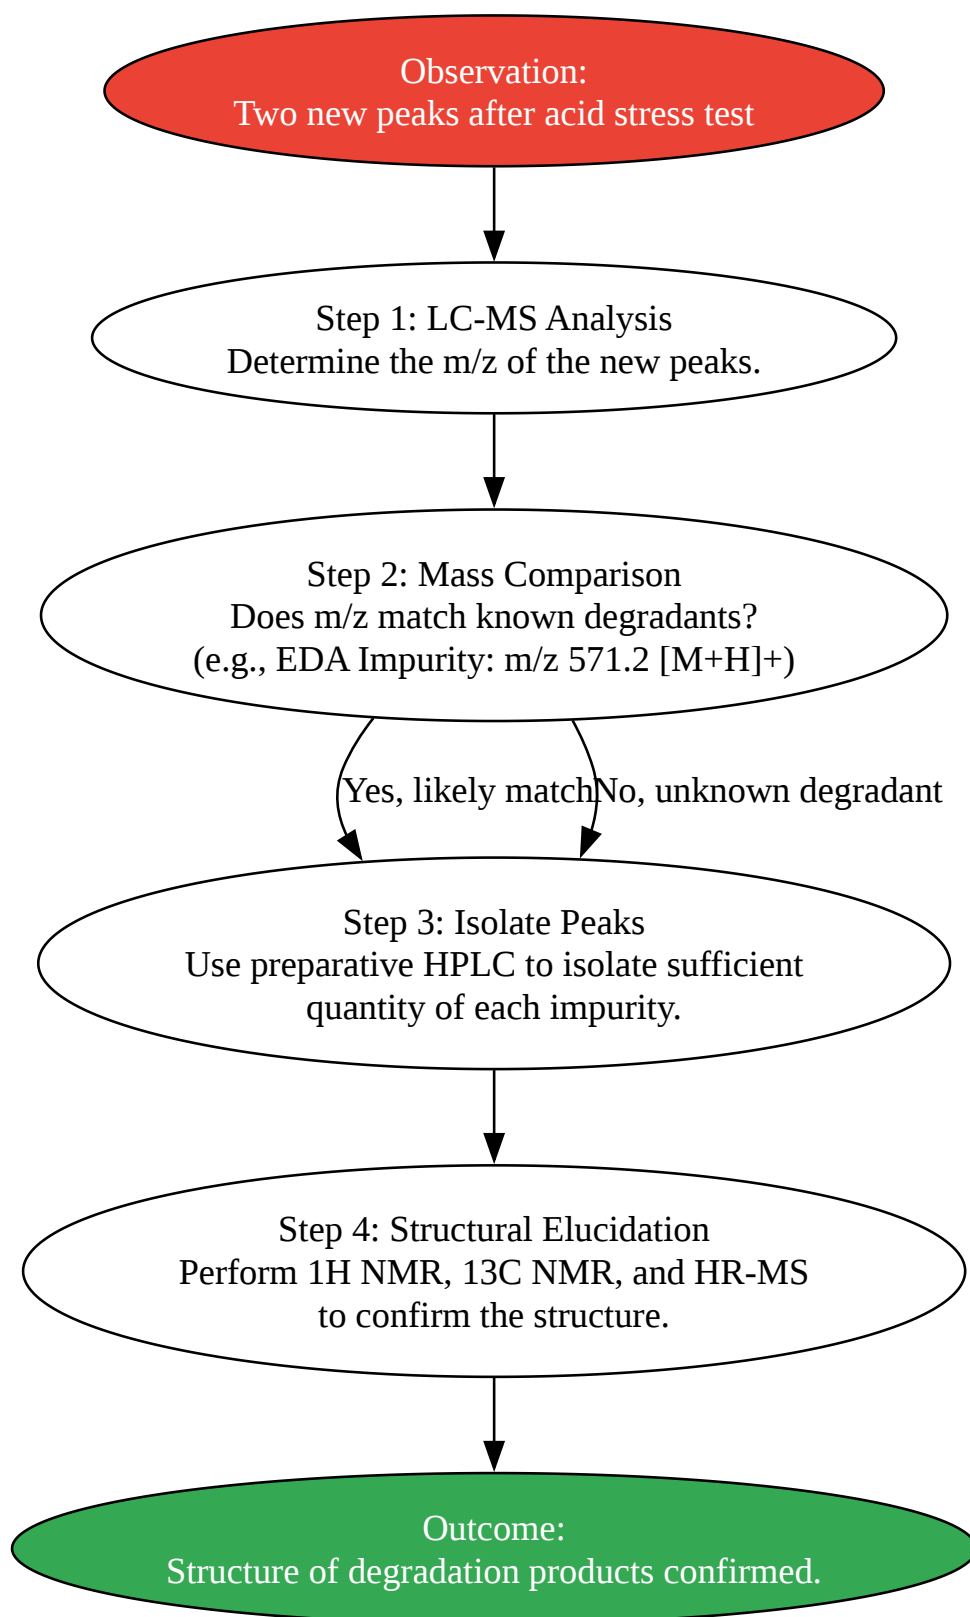 Observation:
Two new peaks after acid stress test
Step 1: LC-MS Analysis
Determine the m/z of the new peaks.
Step 2: Mass Comparison
Does m/z match known degradants?
(e.g., EDA Impurity: m/z 571.2 [M+H]+)
Yes, likely match
No, unknown degradant
Step 3: Isolate Peaks
Use preparative HPLC to isolate sufficient
quantity of each impurity.
Step 4: Structural Elucidation
Perform 1H NMR, 13C NMR, and HR-MS
to confirm the structure.
Outcome:
Structure of degradation products confirmed.